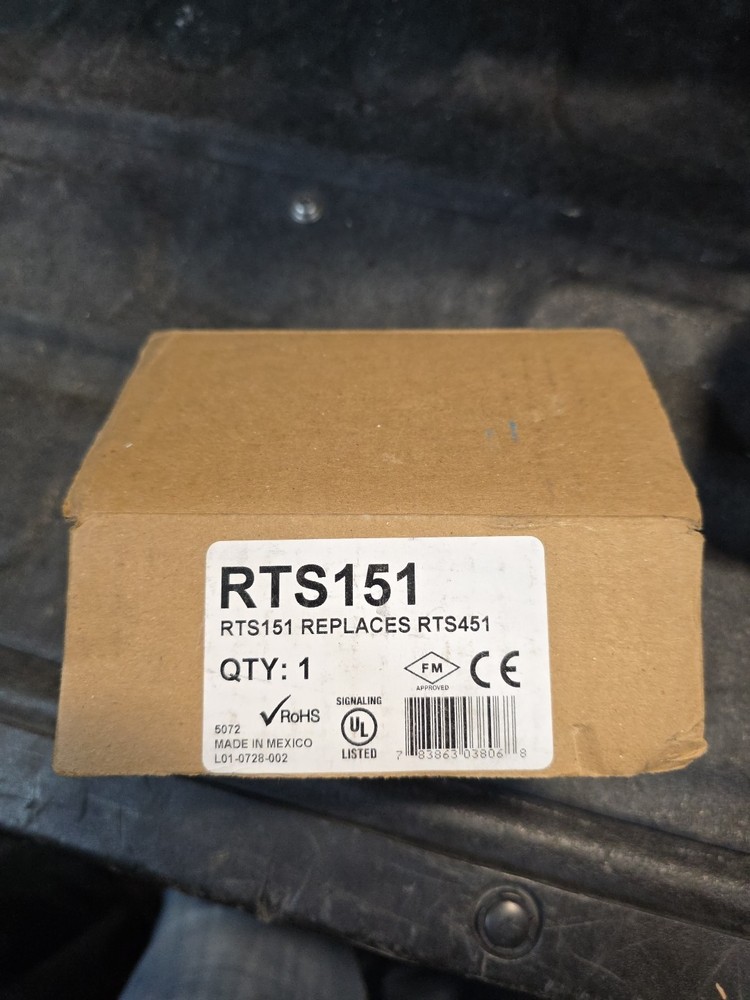 RTS151
RTS151 REPLACES RTS451
QTY: 1
FM
APPROVED
CE
RoHS
SIGNALING
UL
LISTED
5072
MADE IN MEXICO
L01-0728-002
7 83863 03806 8